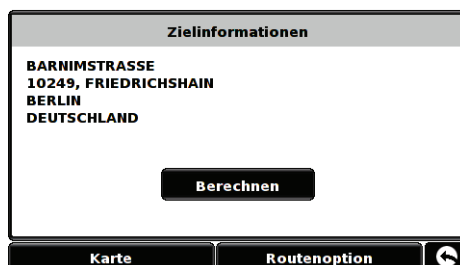 Zielinformationen
BARNIMSTRASSE
10249, FRIEDRICHSHAIN
BERLIN
DEUTSCHLAND
Berechnen
Karte
Routenoption